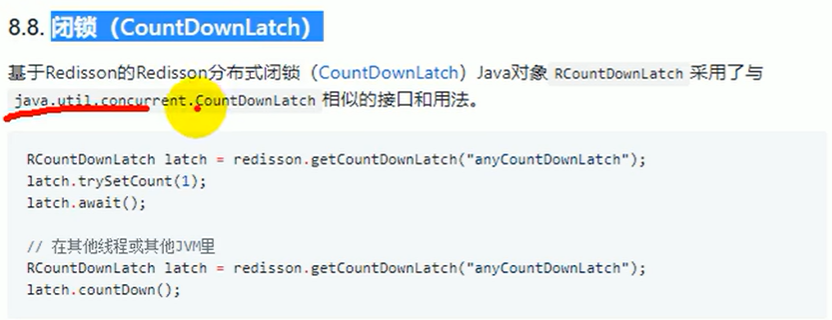 8.8. 闭锁（CountDownLatch）
基于Redisson的Redisson分布式闭锁（CountDownLatch）Java对象 RCountDownLatch 采用了与
java.util.concurrent.CountDownLatch 相似的接口和用法。
RCountDownLatch latch = redisson.getCountDownLatch("anyCountDownLatch");
latch.trySetCount(1);
latch.await();
// 在其他线程或其他JVM里
RCountDownLatch latch = redisson.getCountDownLatch("anyCountDownLatch");
latch.countDown();